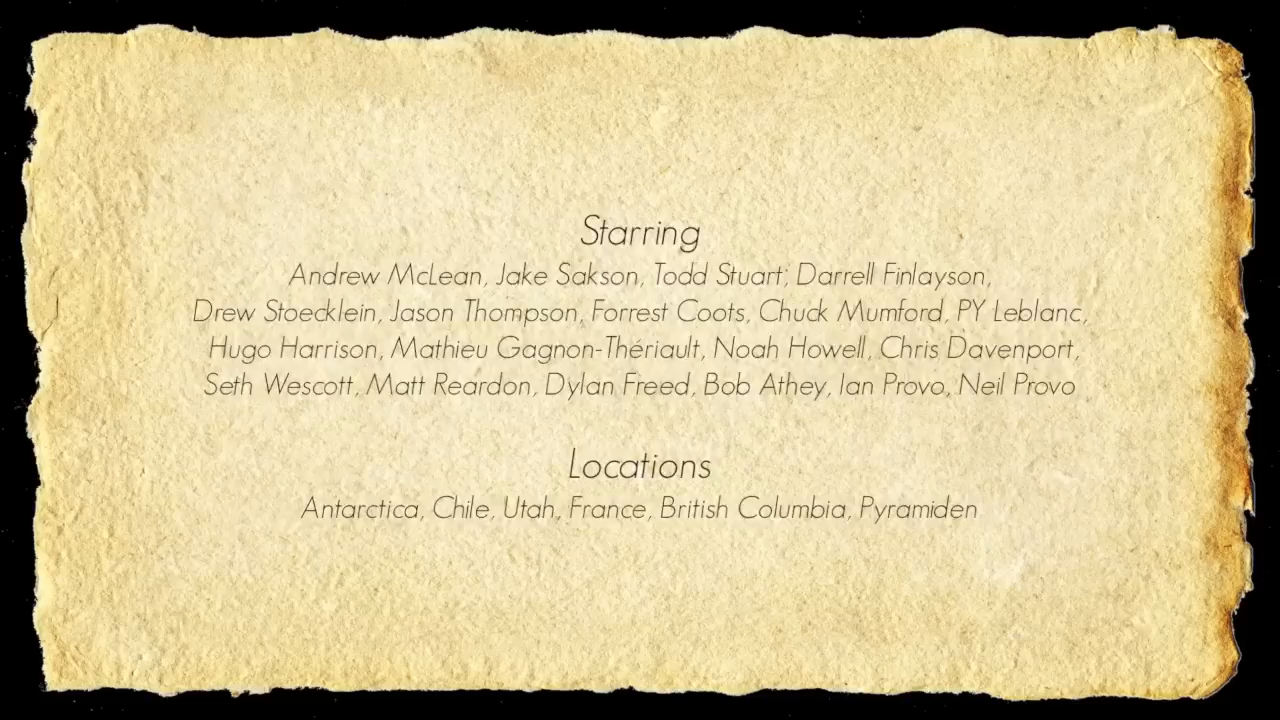 Starring
Andrew McLean, Jake Sakson, Todd Stuart, Darrell Finlayson,
Drew Stoecklein, Jason Thompson, Forrest Coots, Chuck Mumford, PY Leblanc,
Hugo Harrison, Mathieu Gagnon-Thériault, Noah Howell, Chris Davenport,
Seth Wescott, Matt Reardon, Dylan Freed, Bob Athey, Ian Provo, Neil Provo
Locations
Antarctica, Chile, Utah, France, British Columbia, Pyramiden